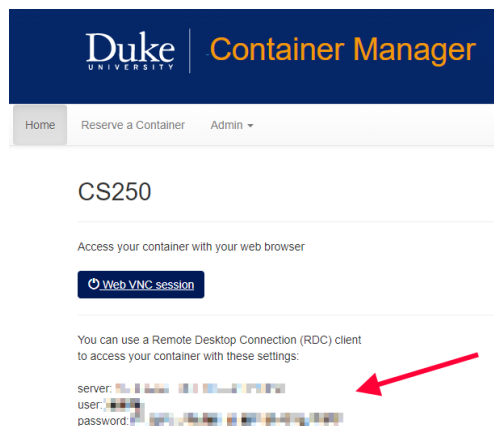 Duke
UNIVERSITY
Container Manager
Home Reserve a Container Admin
CS250
Access your container with your web browser
Web VNC session
You can use a Remote Desktop Connection (RDC) client
to access your container with these settings:
server:
user:
password: